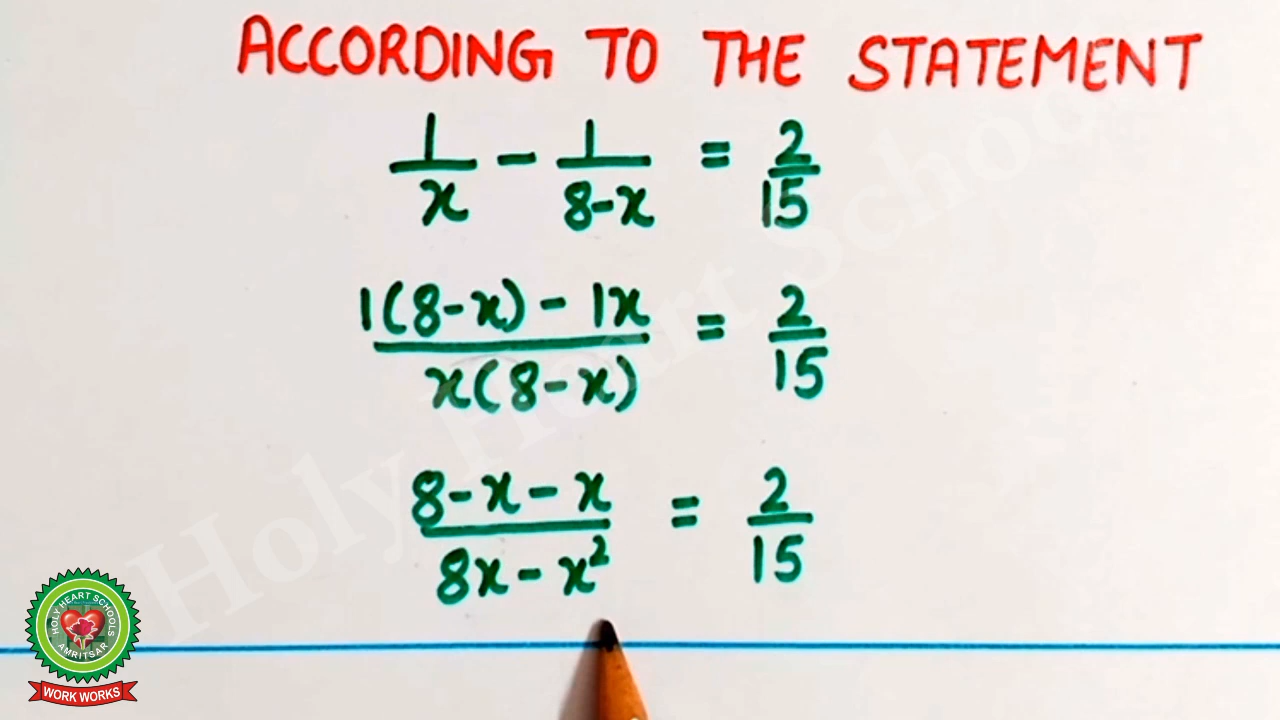 ACCORDING TO THE STATEMENT
1/x - 1/(8-x) = 2/15
(1(8-x) - 1x)/(x(8-x)) = 2/15
(8-x-x)/(8x-x²) = 2/15
Holy Heart School
HOLY HEART SCHOOLS
AMRITSAR
WORK WORKS